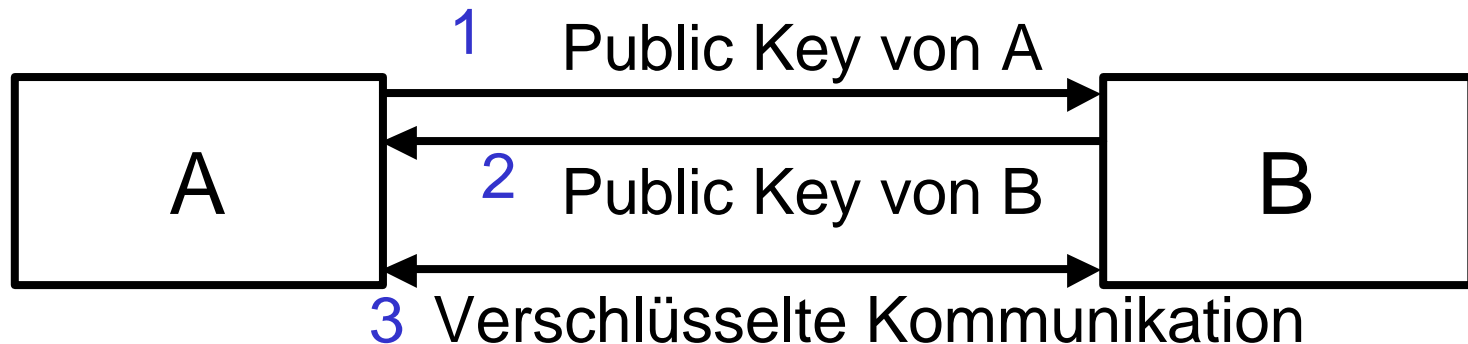 1 Public Key von A
A
2 Public Key von B
B
3 Verschlüsselte Kommunikation